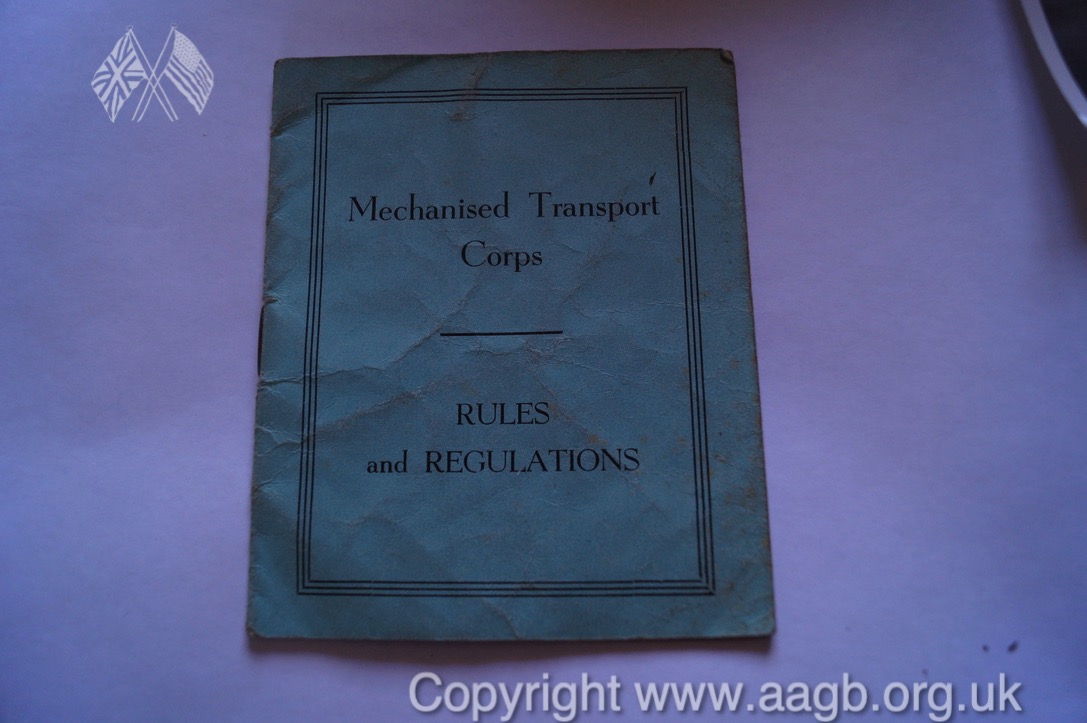 Mechanised Transport
Corps
RULES
and REGULATIONS
Copyright www.aagb.org.uk